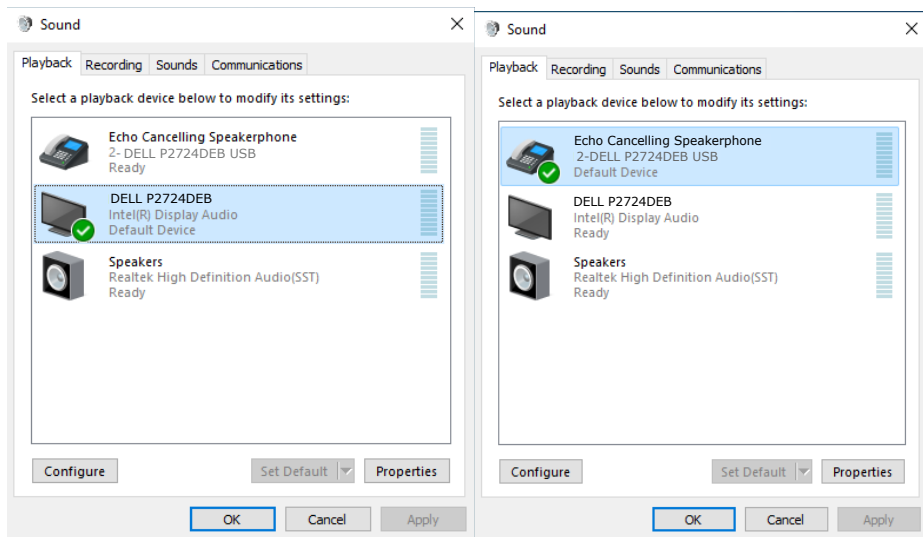 Sound
Playback Recording Sounds Communications
Select a playback device below to modify its settings:
Echo Cancelling Speakerphone
2- DELL P2724DEB USB
Ready
DELL P2724DEB
Intel(R) Display Audio
Default Device
Speakers
Realtek High Definition Audio(SST)
Ready
Configure Set Default Properties
OK Cancel Apply
Sound
Playback Recording Sounds Communications
Select a playback device below to modify its settings:
Echo Cancelling Speakerphone
2-DELL P2724DEB USB
Default Device
DELL P2724DEB
Intel(R) Display Audio
Ready
Speakers
Realtek High Definition Audio(SST)
Ready
Configure Set Default Properties
OK Cancel Apply